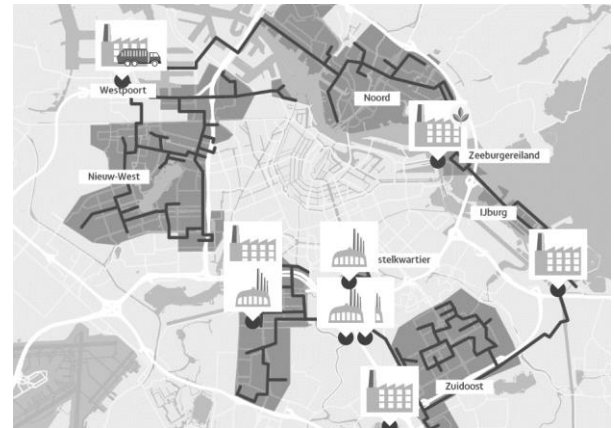 Westpoort
Noord
Zeeburgereiland
Nieuw-West
IJburg
stelkwartier
Zuidoost